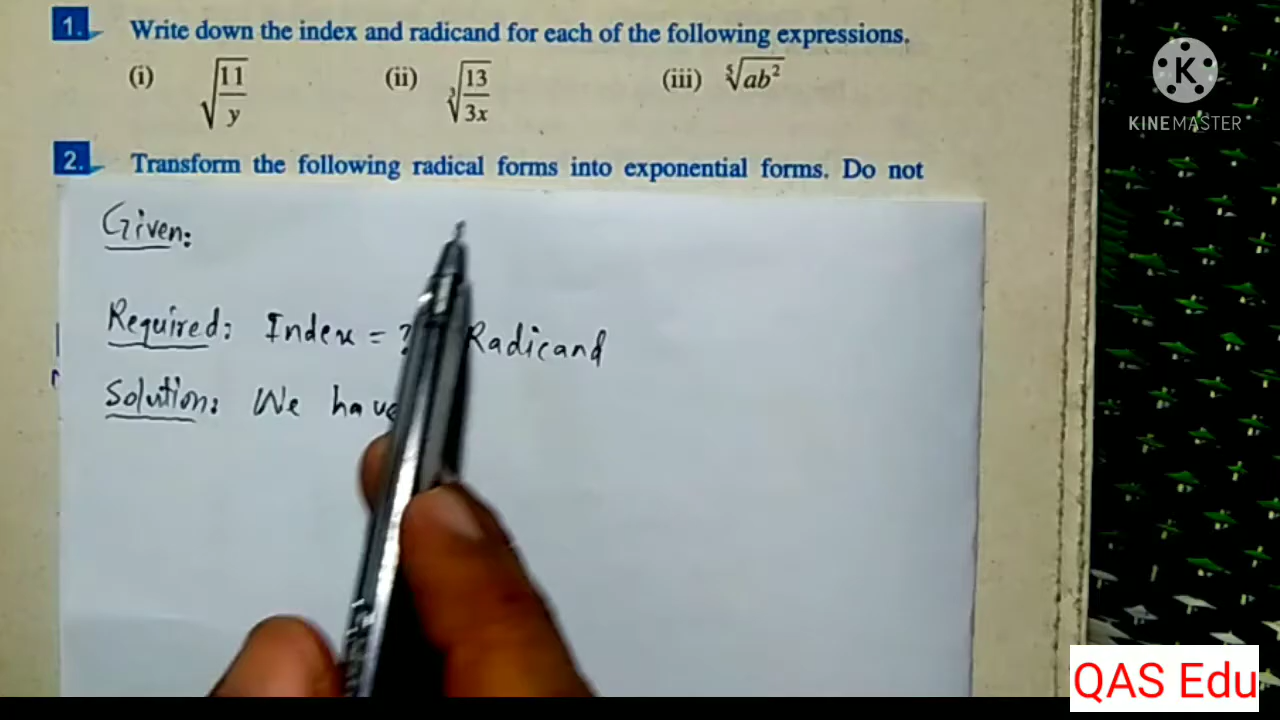 1. Write down the index and radicand for each of the following expressions.
(i) √(11/y) (ii) ∛(13/3x) (iii) ⁵√(ab²)
2. Transform the following radical forms into exponential forms. Do not
Given:
Required: Index = ? Radicand
Solution: We have
K
KINEMASTER
QAS Edu